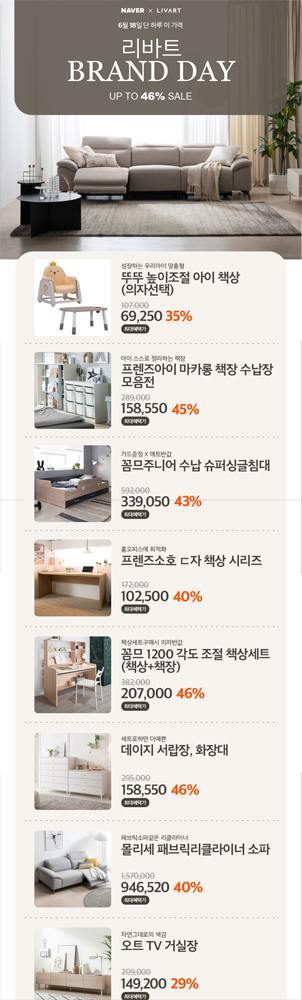 NAVER × LIVART
6월 18일 단 하루 이 가격
리바트
BRAND DAY
UP TO 46% SALE
성장하는 우리아이 맞춤형
뚜뚜 높이조절 아이 책상
(의자선택)
107,000
69,250 35%
최대혜택가
아이 스스로 정리하는 책장
프렌즈아이 마카롱 책장 수납장
모음전
289,000
158,550 45%
최대혜택가
가드증정 X 매트반값
꼼므주니어 수납 슈퍼싱글침대
592,000
339,050 43%
최대혜택가
홈오피스에 최적화
프렌즈소호 ㄷ자 책상 시리즈
172,000
102,500 40%
최대혜택가
책상세트구매시 의자반값
꼼므 1200 각도 조절 책상세트
(책상+책장)
382,000
207,000 46%
최대혜택가
세트로하면 더예쁜
데이지 서랍장, 화장대
295,000
158,550 46%
최대혜택가
패브릭소파같은 리클라이너
몰리세 패브릭리클라이너 소파
1,570,000
946,520 40%
최대혜택가
자연그대로의 색감
오트 TV 거실장
209,000
149,200 29%
최대혜택가